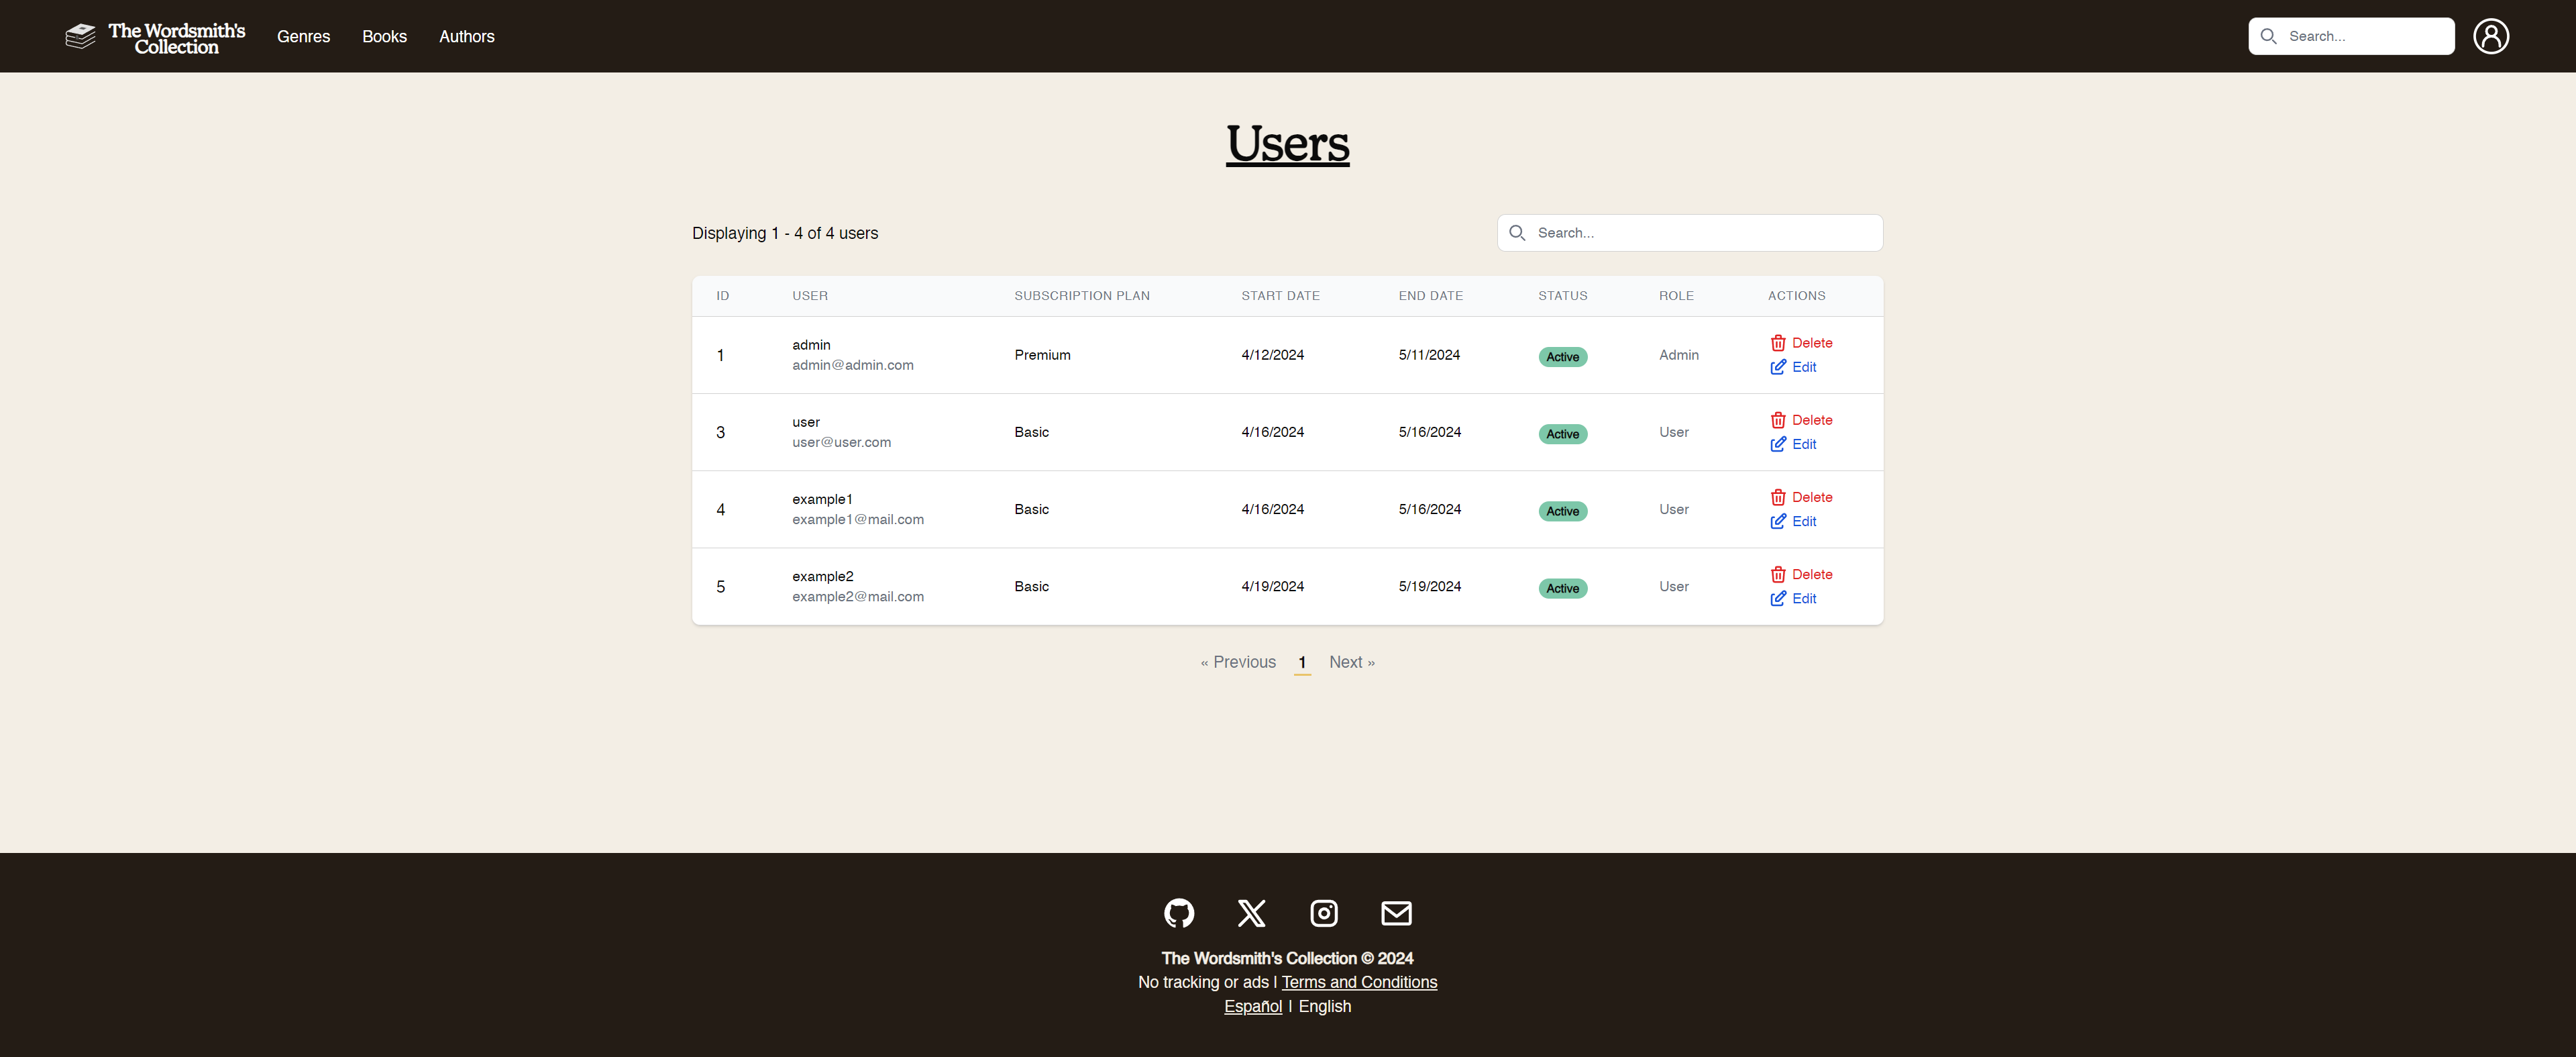 The Wordsmith's
Collection
Genres Books Authors
Search...
Users
Displaying 1 - 4 of 4 users
Search...
ID USER SUBSCRIPTION PLAN START DATE END DATE STATUS ROLE ACTIONS
1 admin admin@admin.com Premium 4/12/2024 5/11/2024 Active Admin Delete Edit
3 user user@user.com Basic 4/16/2024 5/16/2024 Active User Delete Edit
4 example1 example1@mail.com Basic 4/16/2024 5/16/2024 Active User Delete Edit
5 example2 example2@mail.com Basic 4/19/2024 5/19/2024 Active User Delete Edit
« Previous 1 Next »
The Wordsmith's Collection © 2024
No tracking or ads | Terms and Conditions
Español | English